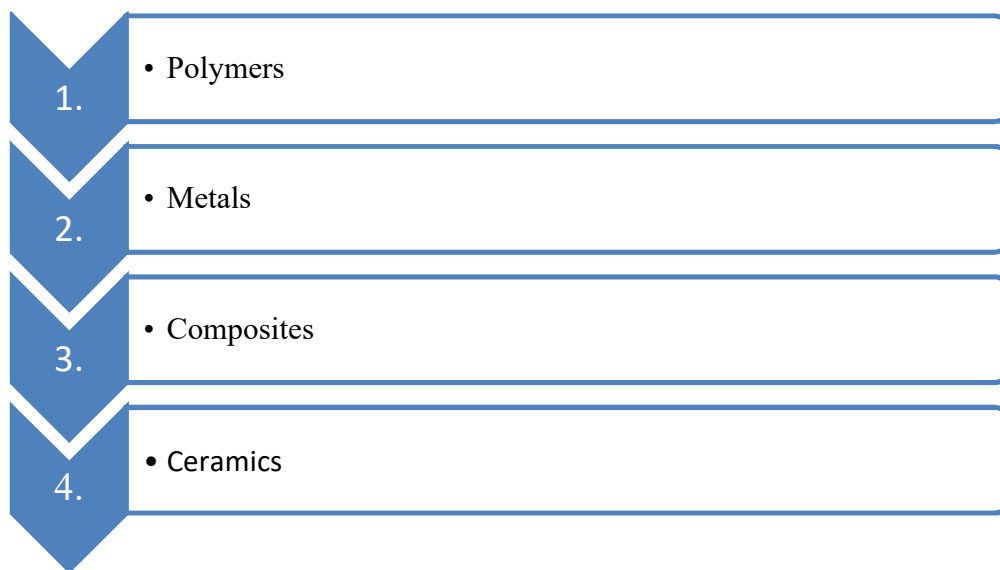 1.
• Polymers
2.
• Metals
3.
• Composites
4.
• Ceramics